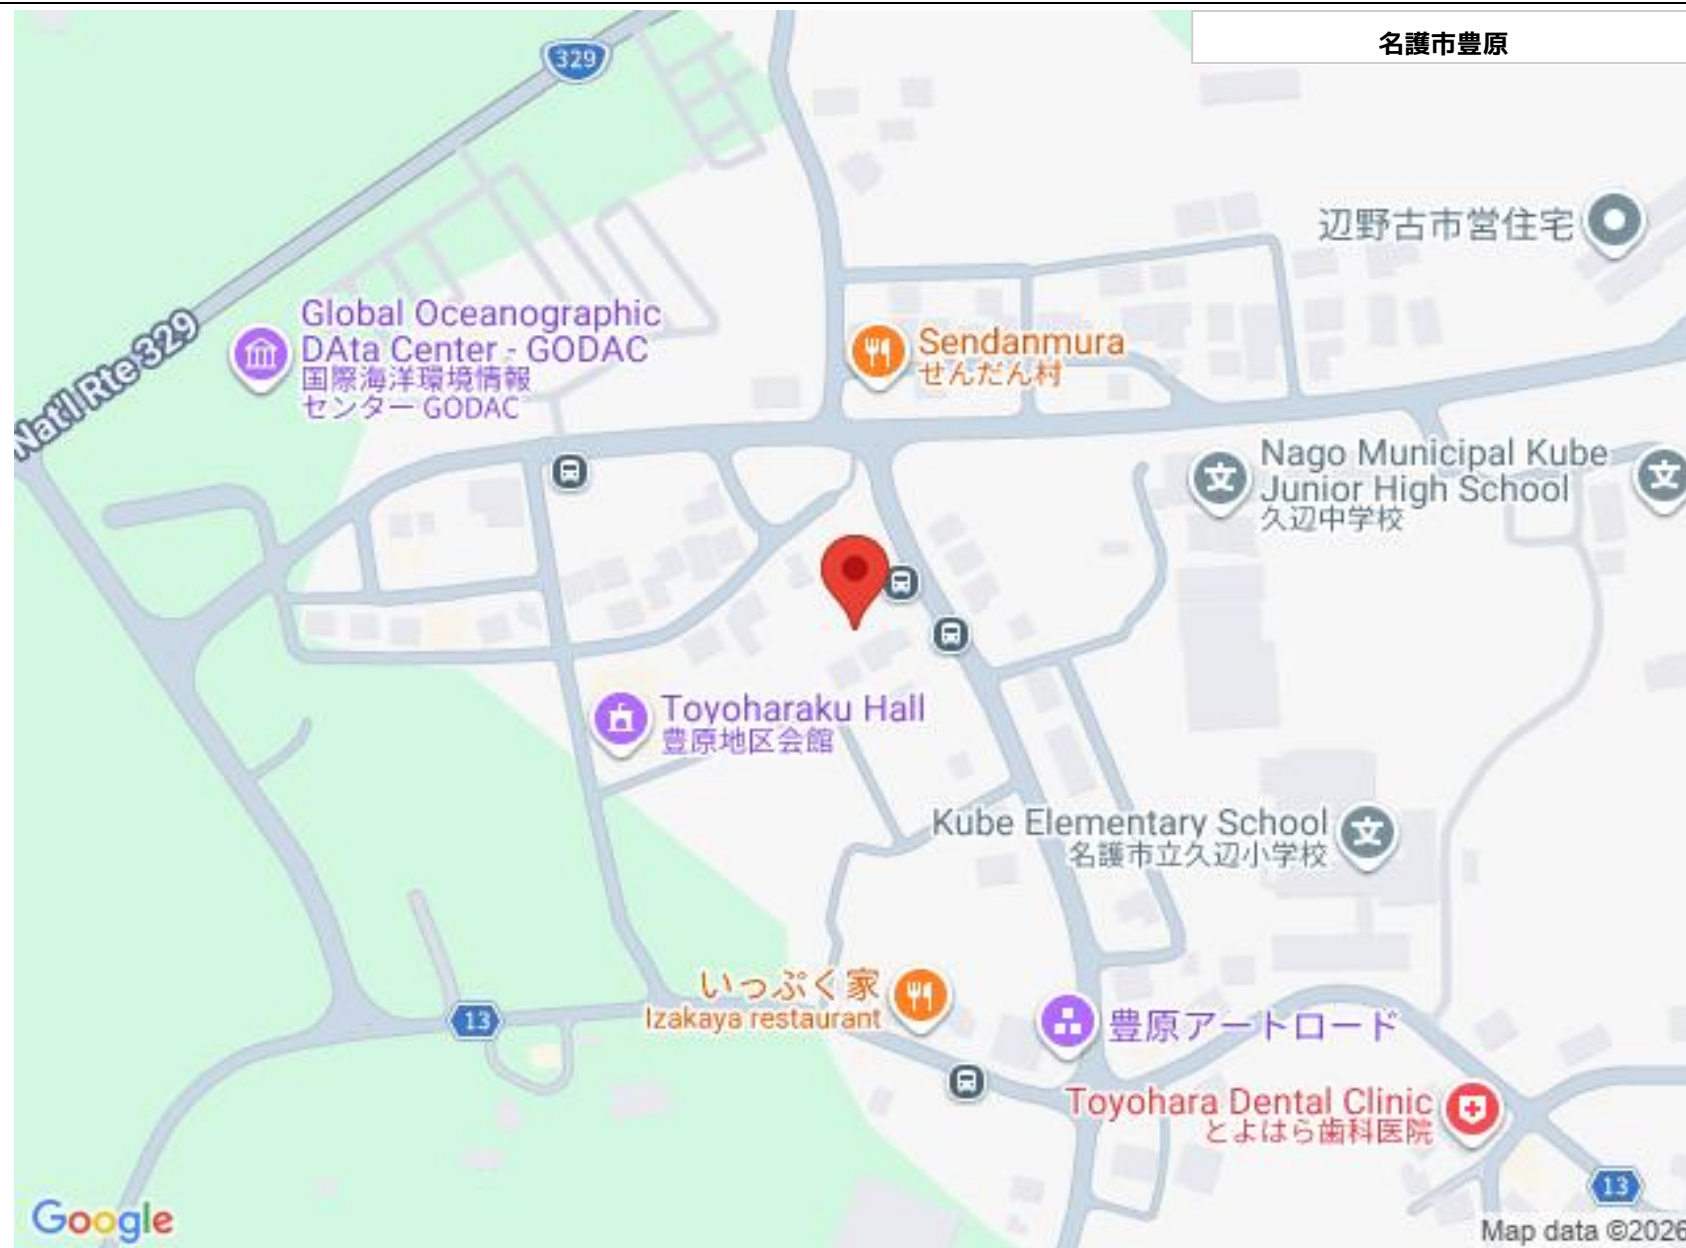 名護市豊原
329
辺野古市営住宅
Nat'l Rte 329
Global Oceanographic
DAta Center - GODAC
国際海洋環境情報
センター GODAC
Sendanmura
せんだん村
Nago Municipal Kube
Junior High School
久辺中学校
Toyoharaku Hall
豊原地区会館
Kube Elementary School
名護市立久辺小学校
いっぷく家
Izakaya restaurant
13
豊原アートロード
Toyohara Dental Clinic
とよはら歯科医院
13
Google
Map data ©2026